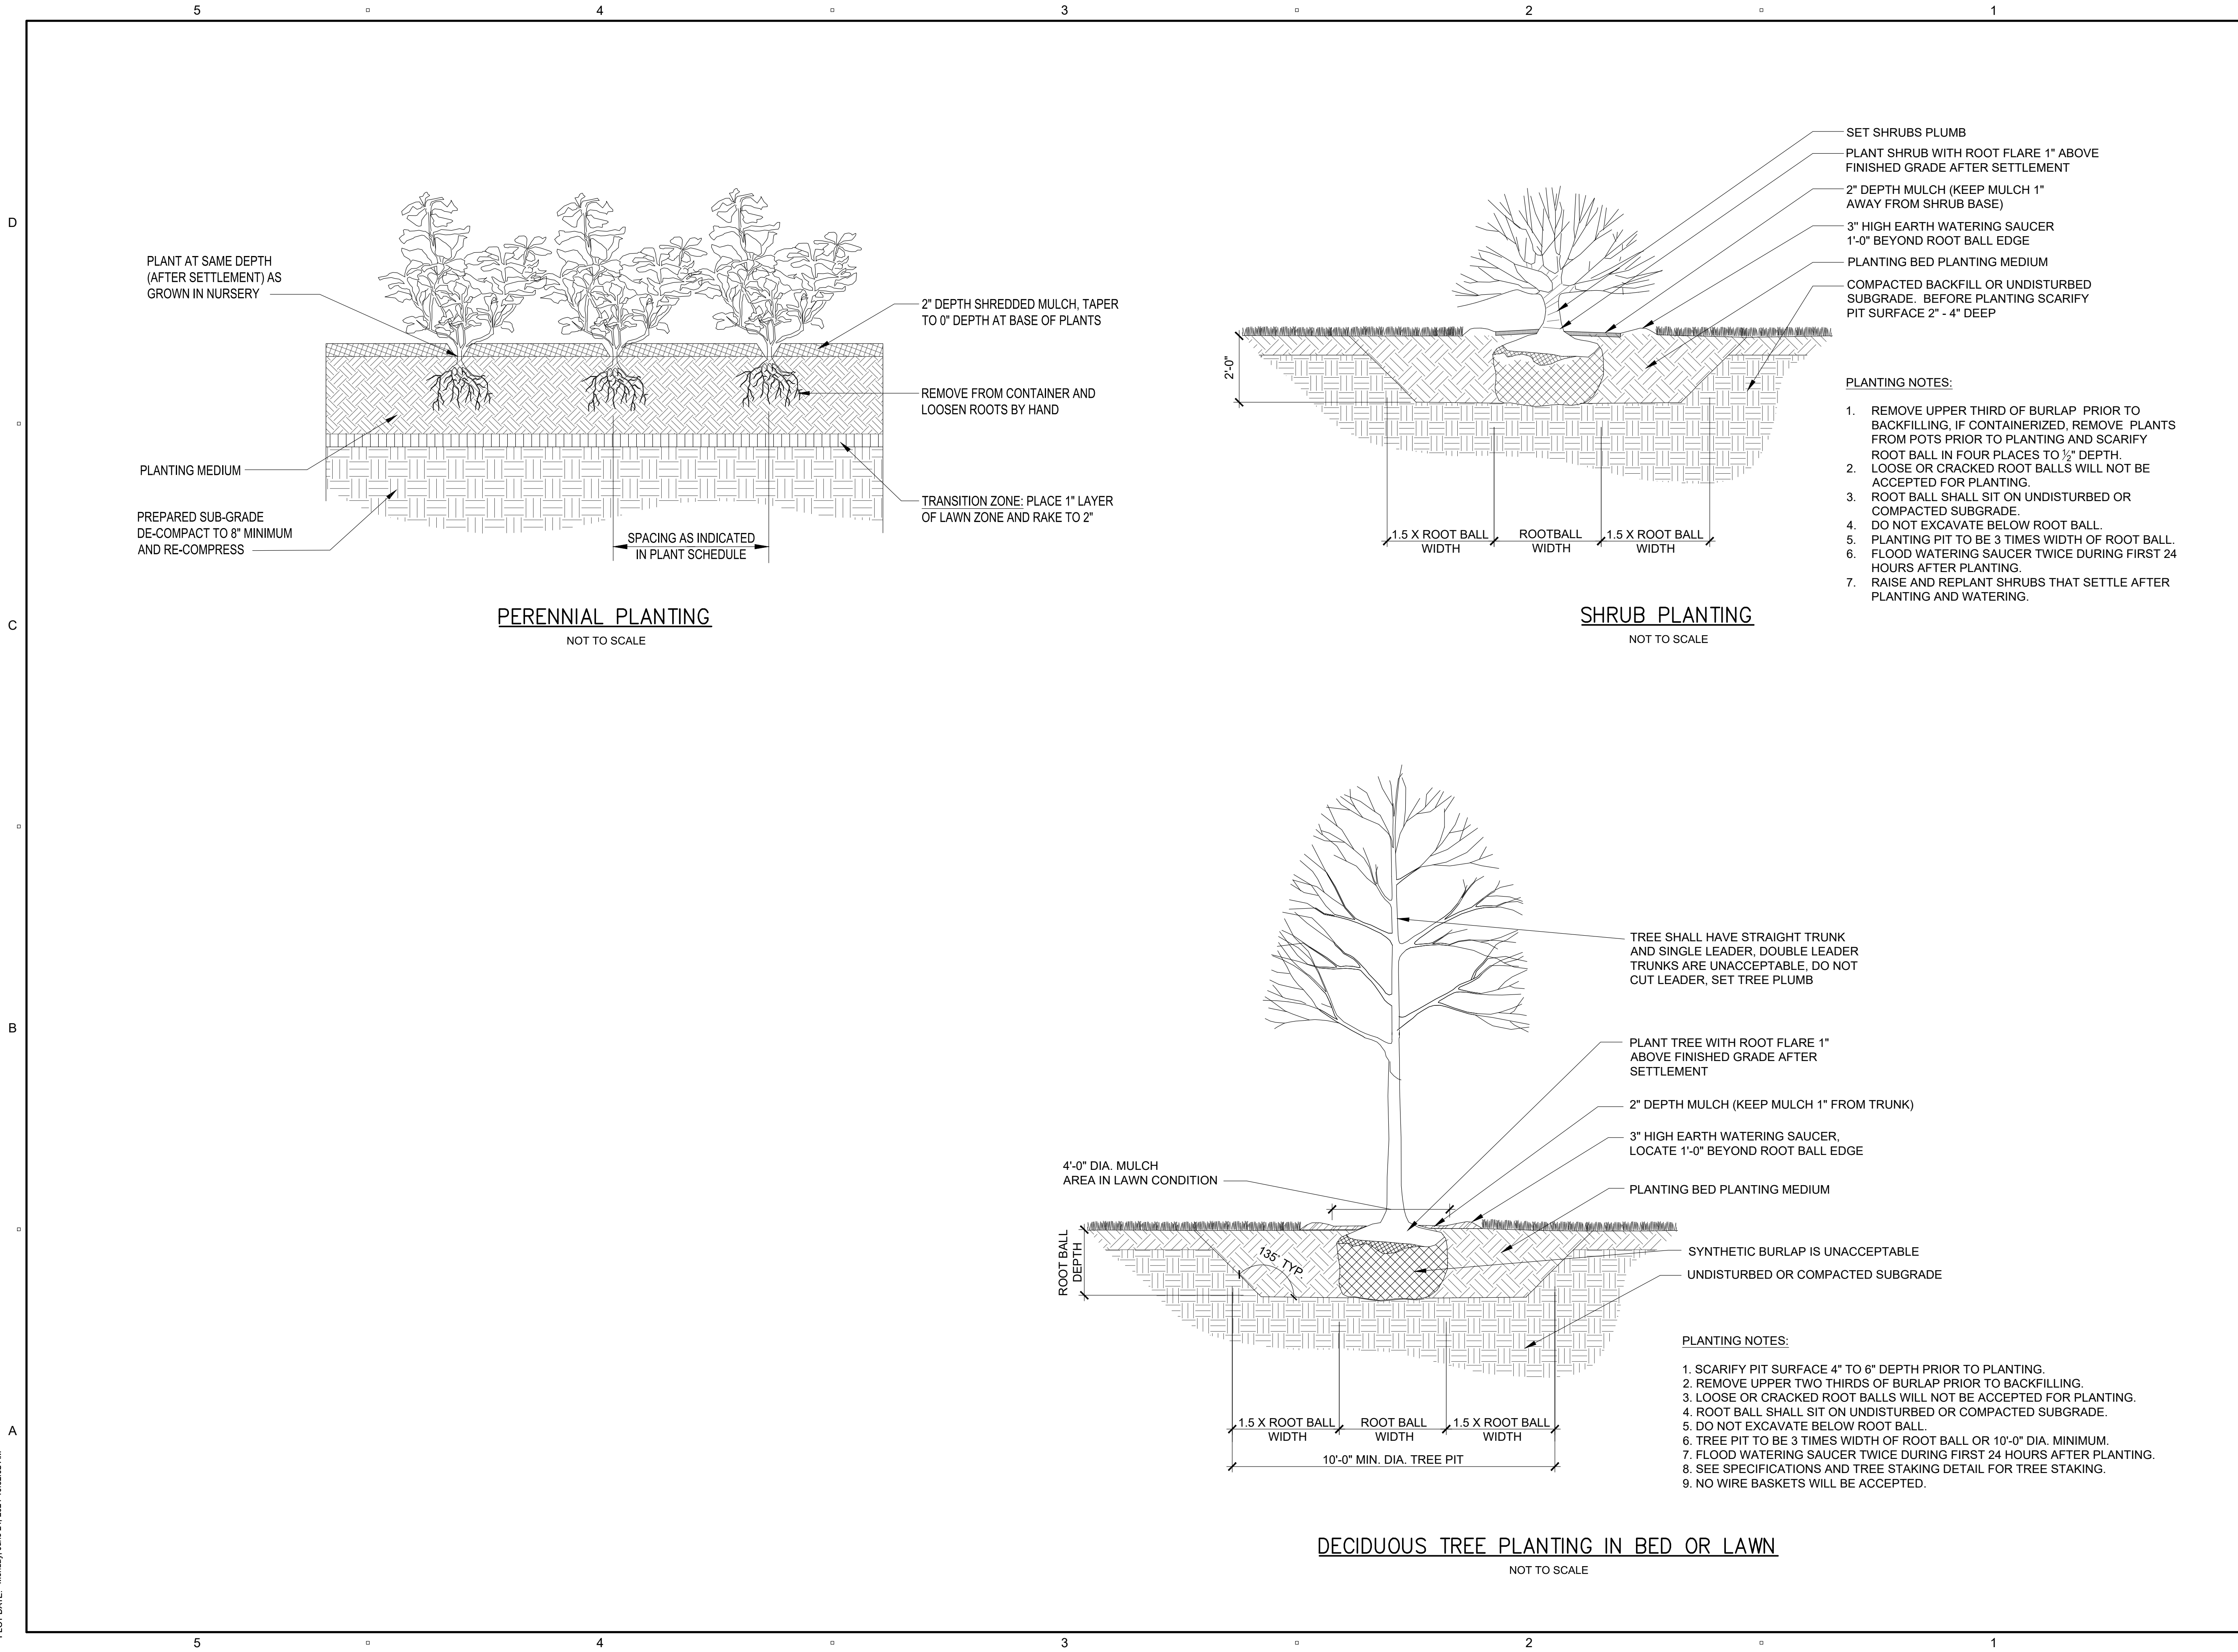 5 4 3 2 1
D
C
B
A
PLANT AT SAME DEPTH
(AFTER SETTLEMENT) AS
GROWN IN NURSERY
PLANTING MEDIUM
PREPARED SUB-GRADE
DE-COMPACT TO 8" MINIMUM
AND RE-COMPRESS
2" DEPTH SHREDDED MULCH, TAPER
TO 0" DEPTH AT BASE OF PLANTS
REMOVE FROM CONTAINER AND
LOOSEN ROOTS BY HAND
TRANSITION ZONE: PLACE 1" LAYER
OF LAWN ZONE AND RAKE TO 2"
SPACING AS INDICATED
IN PLANT SCHEDULE
PERENNIAL PLANTING
NOT TO SCALE
SET SHRUBS PLUMB
PLANT SHRUB WITH ROOT FLARE 1" ABOVE
FINISHED GRADE AFTER SETTLEMENT
2" DEPTH MULCH (KEEP MULCH 1"
AWAY FROM SHRUB BASE)
3" HIGH EARTH WATERING SAUCER
1'-0" BEYOND ROOT BALL EDGE
PLANTING BED PLANTING MEDIUM
COMPACTED BACKFILL OR UNDISTURBED
SUBGRADE. BEFORE PLANTING SCARIFY
PIT SURFACE 2" - 4" DEEP
2'-0"
1.5 X ROOT BALL
WIDTH
ROOTBALL
WIDTH
1.5 X ROOT BALL
WIDTH
PLANTING NOTES:
1. REMOVE UPPER THIRD OF BURLAP PRIOR TO
BACKFILLING, IF CONTAINERIZED, REMOVE PLANTS
FROM POTS PRIOR TO PLANTING AND SCARIFY
ROOT BALL IN FOUR PLACES TO ½" DEPTH.
2. LOOSE OR CRACKED ROOT BALLS WILL NOT BE
ACCEPTED FOR PLANTING.
3. ROOT BALL SHALL SIT ON UNDISTURBED OR
COMPACTED SUBGRADE.
4. DO NOT EXCAVATE BELOW ROOT BALL.
5. PLANTING PIT TO BE 3 TIMES WIDTH OF ROOT BALL.
6. FLOOD WATERING SAUCER TWICE DURING FIRST 24
HOURS AFTER PLANTING.
7. RAISE AND REPLANT SHRUBS THAT SETTLE AFTER
PLANTING AND WATERING.
SHRUB PLANTING
NOT TO SCALE
TREE SHALL HAVE STRAIGHT TRUNK
AND SINGLE LEADER, DOUBLE LEADER
TRUNKS ARE UNACCEPTABLE, DO NOT
CUT LEADER, SET TREE PLUMB
PLANT TREE WITH ROOT FLARE 1"
ABOVE FINISHED GRADE AFTER
SETTLEMENT
2" DEPTH MULCH (KEEP MULCH 1" FROM TRUNK)
3" HIGH EARTH WATERING SAUCER,
LOCATE 1'-0" BEYOND ROOT BALL EDGE
PLANTING BED PLANTING MEDIUM
SYNTHETIC BURLAP IS UNACCEPTABLE
UNDISTURBED OR COMPACTED SUBGRADE
4'-0" DIA. MULCH
AREA IN LAWN CONDITION
ROOT BALL
DEPTH
135° TYP.
1.5 X ROOT BALL
WIDTH
ROOT BALL
WIDTH
1.5 X ROOT BALL
WIDTH
10'-0" MIN. DIA. TREE PIT
PLANTING NOTES:
1. SCARIFY PIT SURFACE 4" TO 6" DEPTH PRIOR TO PLANTING.
2. REMOVE UPPER TWO THIRDS OF BURLAP PRIOR TO BACKFILLING.
3. LOOSE OR CRACKED ROOT BALLS WILL NOT BE ACCEPTED FOR PLANTING.
4. ROOT BALL SHALL SIT ON UNDISTURBED OR COMPACTED SUBGRADE.
5. DO NOT EXCAVATE BELOW ROOT BALL.
6. TREE PIT TO BE 3 TIMES WIDTH OF ROOT BALL OR 10'-0" DIA. MINIMUM.
7. FLOOD WATERING SAUCER TWICE DURING FIRST 24 HOURS AFTER PLANTING.
8. SEE SPECIFICATIONS AND TREE STAKING DETAIL FOR TREE STAKING.
9. NO WIRE BASKETS WILL BE ACCEPTED.
DECIDUOUS TREE PLANTING IN BED OR LAWN
NOT TO SCALE
5 4 3 2 1